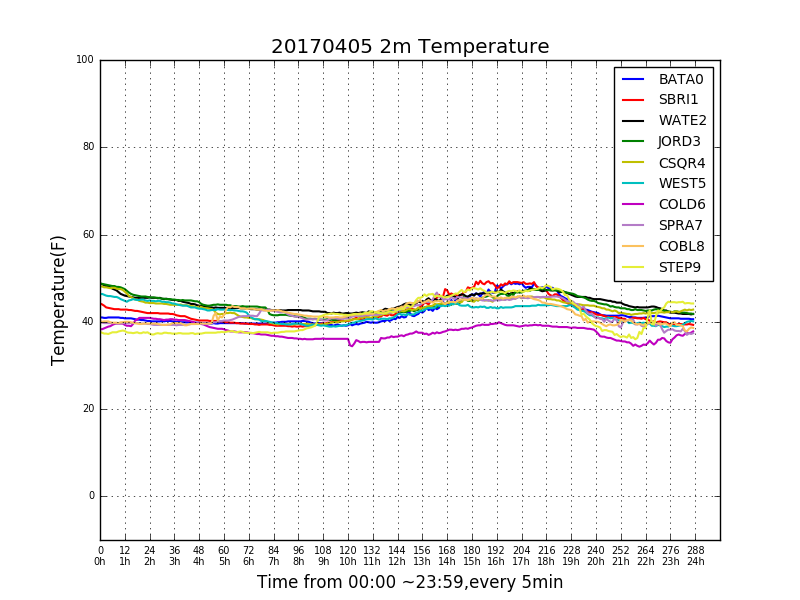 20170405 2m Temperature
100
80
60
40
20
0
Temperature(F)
BATA0
SBRI1
WATE2
JORD3
CSQR4
WEST5
COLD6
SPRA7
COBL8
STEP9
0 12 24 36 48 60 72 84 96 108 120 132 144 156 168 180 192 204 216 228 240 252 264 276 288
0h 1h 2h 3h 4h 5h 6h 7h 8h 9h 10h 11h 12h 13h 14h 15h 16h 17h 18h 19h 20h 21h 22h 23h 24h
Time from 00:00 ~23:59,every 5min